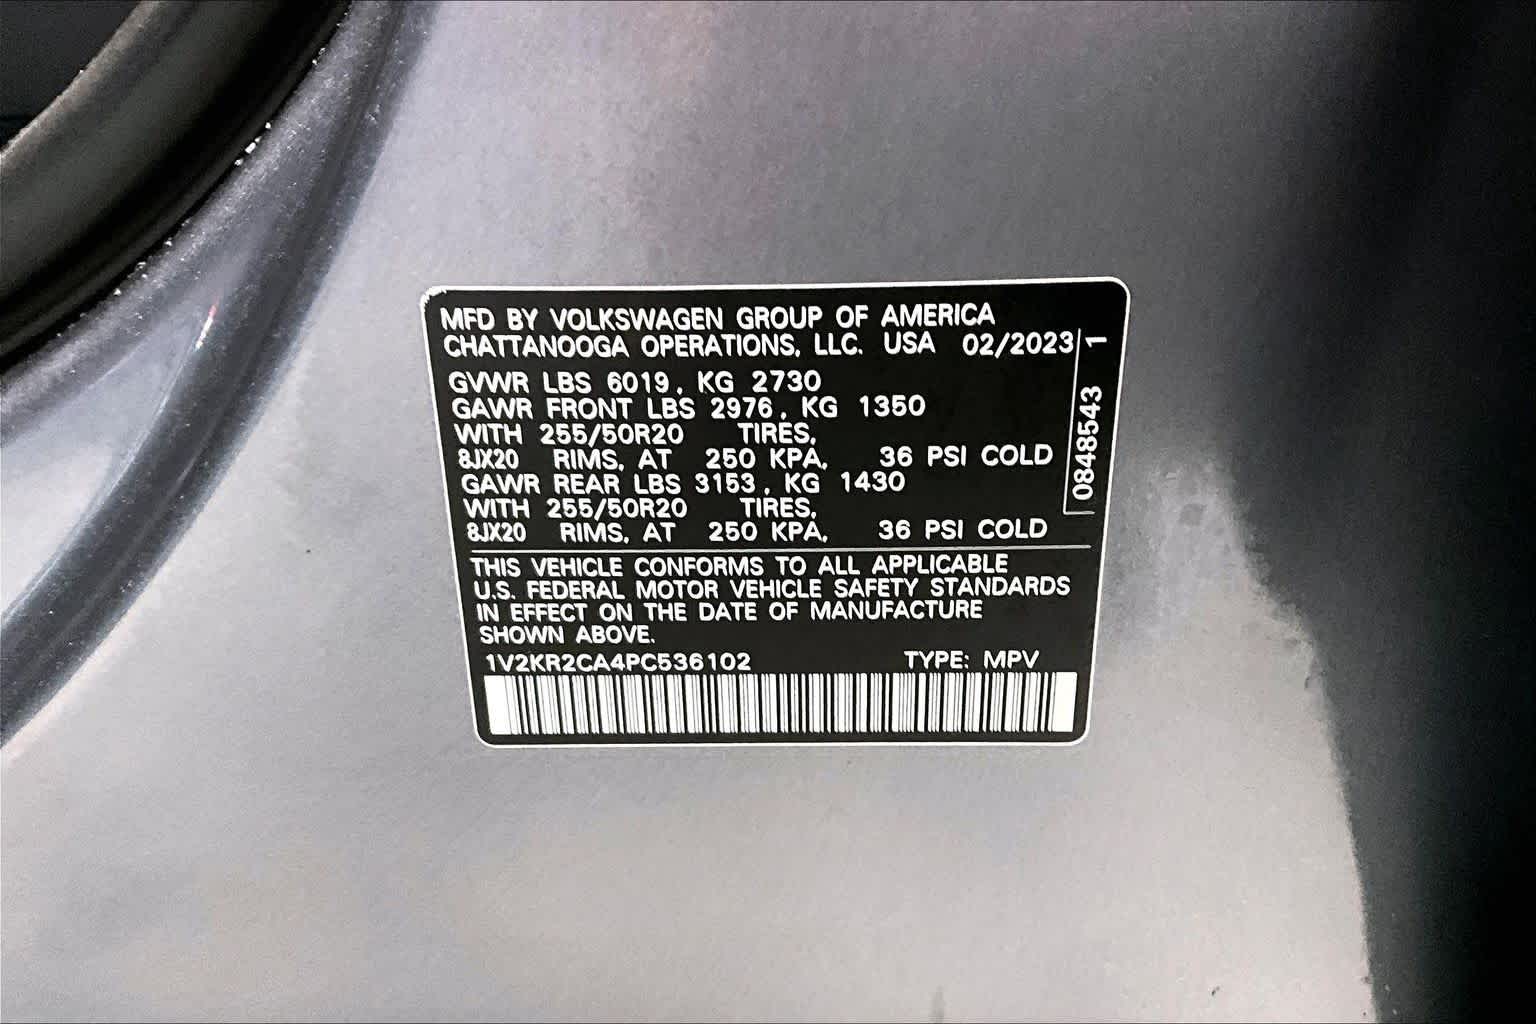 MFD BY VOLKSWAGEN GROUP OF AMERICA
CHATTANOOGA OPERATIONS, LLC. USA 02/2023
GVWR LBS 6019, KG 2730
GAWR FRONT LBS 2976, KG 1350
WITH 255/50R20 TIRES,
8JX20 RIMS, AT 250 KPA, 36 PSI COLD
GAWR REAR LBS 3153, KG 1430
WITH 255/50R20 TIRES,
8JX20 RIMS, AT 250 KPA, 36 PSI COLD
0848543 1
THIS VEHICLE CONFORMS TO ALL APPLICABLE
U.S. FEDERAL MOTOR VEHICLE SAFETY STANDARDS
IN EFFECT ON THE DATE OF MANUFACTURE
SHOWN ABOVE.
1V2KR2CA4PC536102 TYPE: MPV